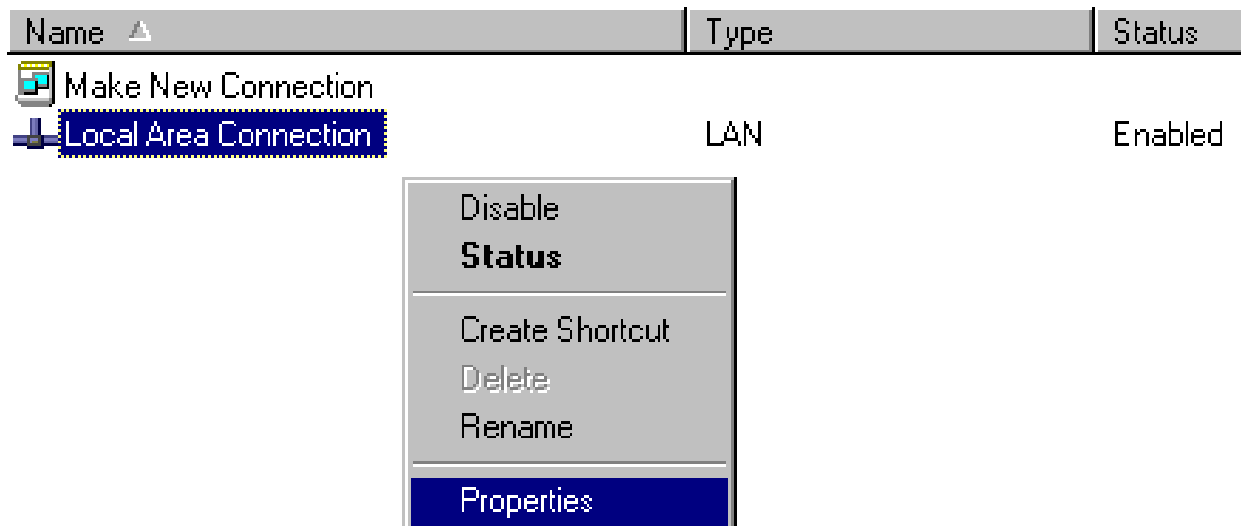 Name Type Status
Make New Connection
Local Area Connection LAN Enabled
Disable
Status
Create Shortcut
Delete
Rename
Properties